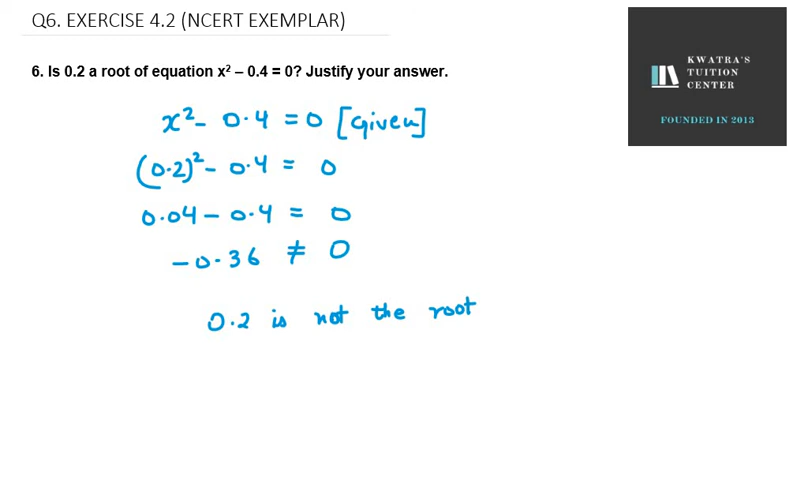 Q6. EXERCISE 4.2 (NCERT EXEMPLAR)
KWATRA'S
TUITION
CENTER
FOUNDED IN 2013
6. Is 0.2 a root of equation x² – 0.4 = 0? Justify your answer.
x² - 0.4 = 0 [Given]
(0.2)² - 0.4 = 0
0.04 - 0.4 = 0
-0.36 ≠ 0
0.2 is not the root